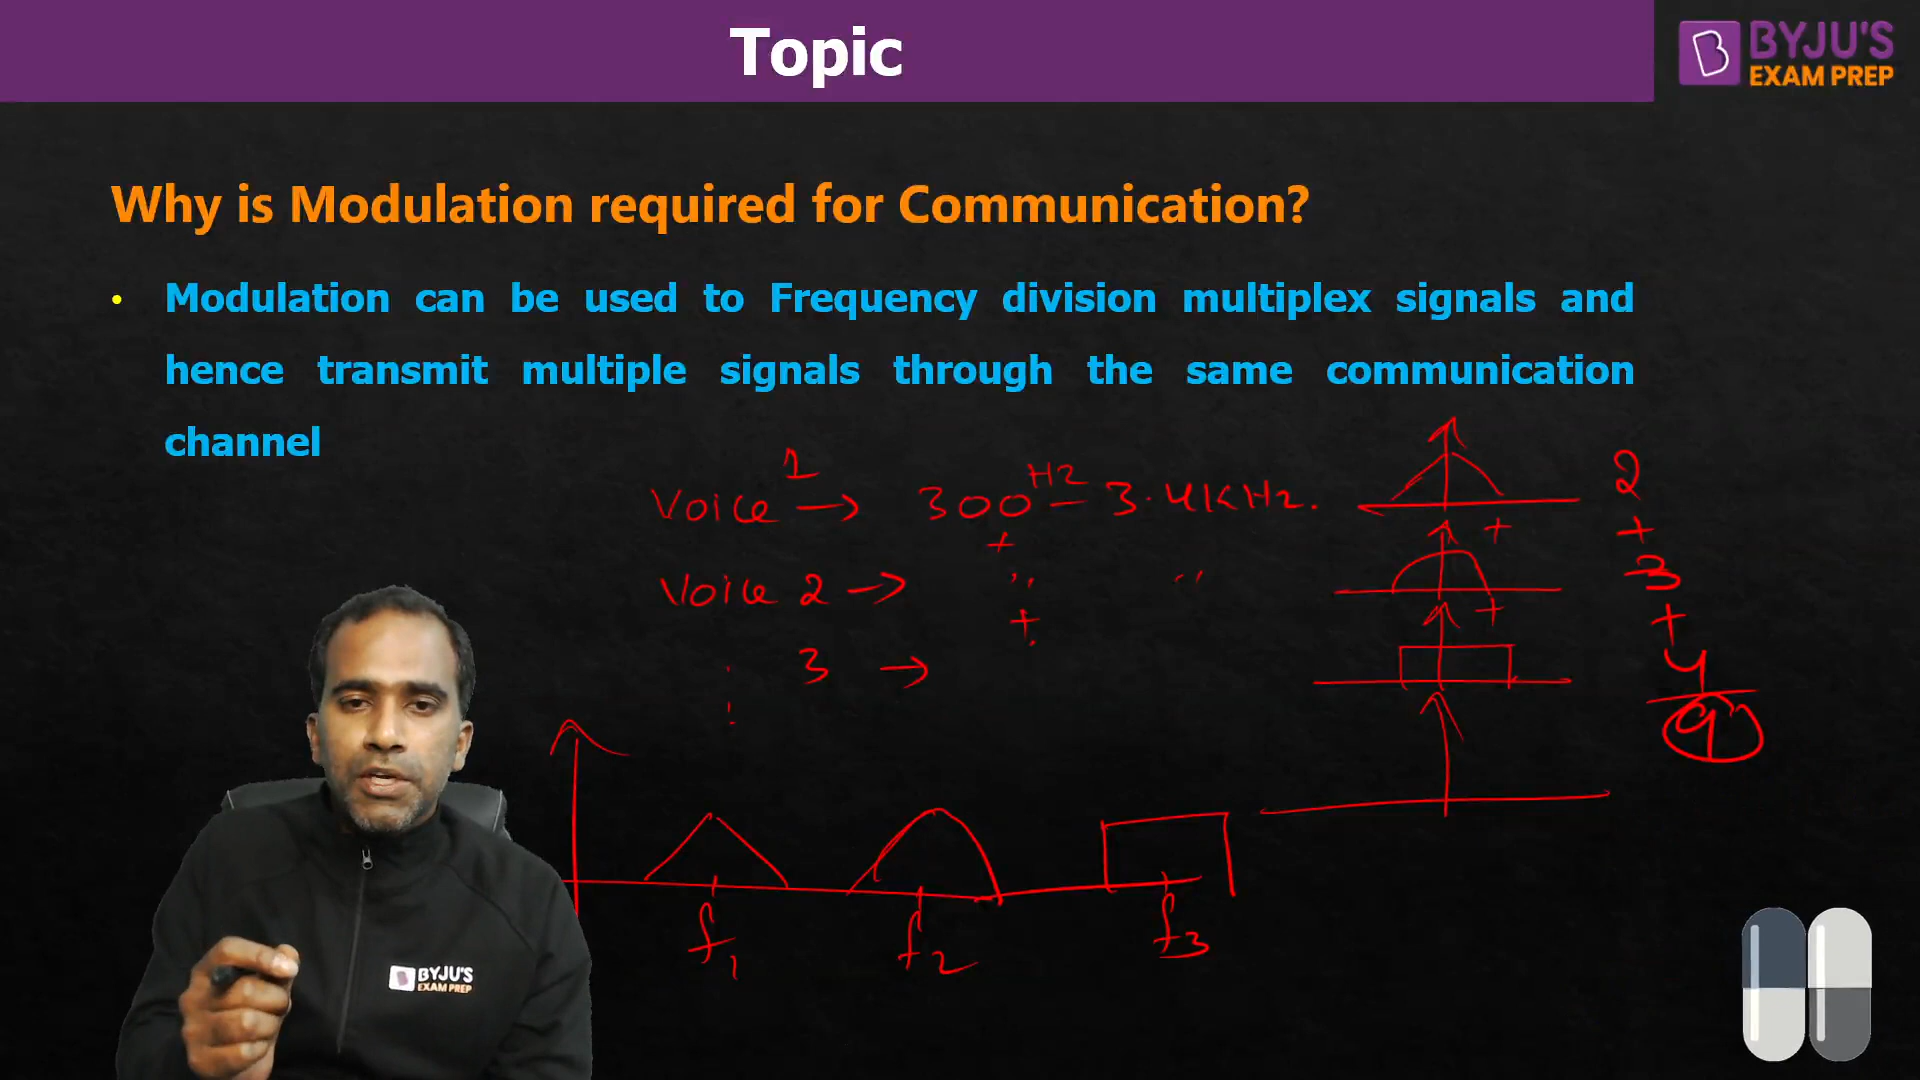 Topic
BYJU'S
EXAM PREP
Why is Modulation required for Communication?
• Modulation can be used to Frequency division multiplex signals and
hence transmit multiple signals through the same communication
channel
Voice 1 → 300 Hz – 3.4KHz.
+
Voice 2 → " "
+
3 →
2
+
3
+
4
9
+
+
f1 f2 f3
BYJU'S
EXAM PREP